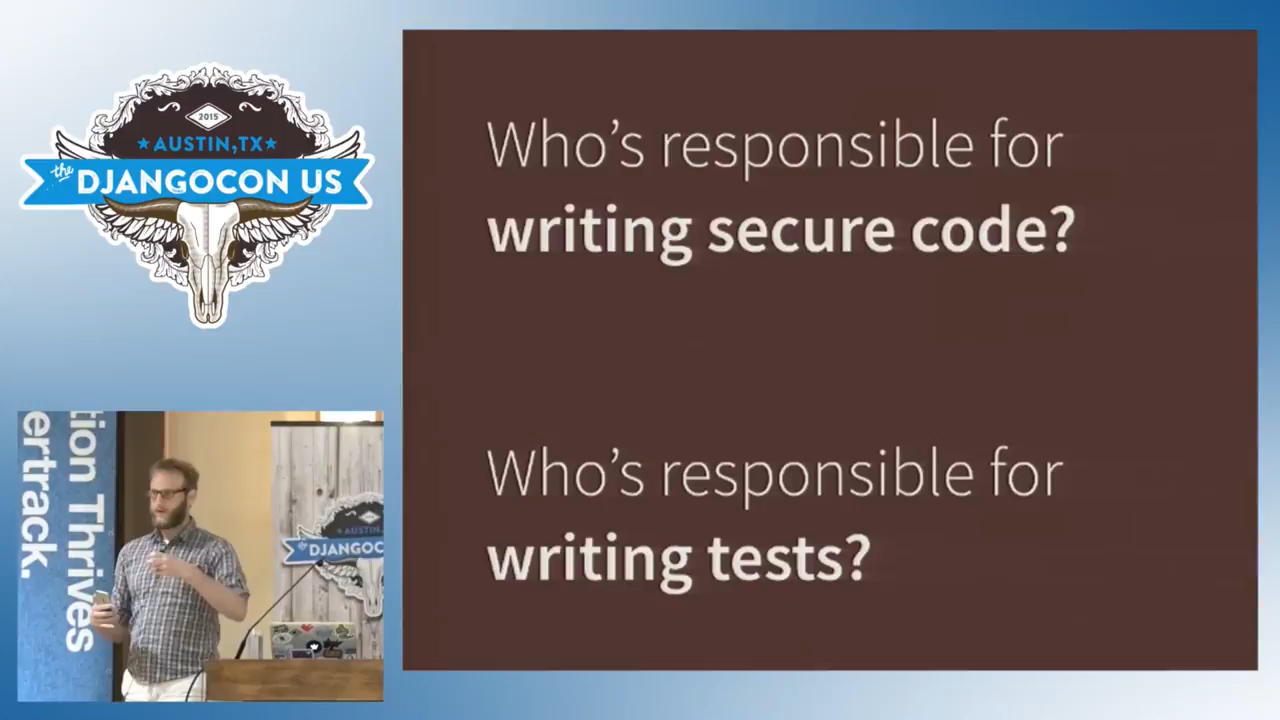 2015
AUSTIN,TX
the
DJANGOCON US
Who's responsible for
writing secure code?
Who's responsible for
writing tests?
tion Thrives
ertrack.
AUSTIN,
DJANGOC